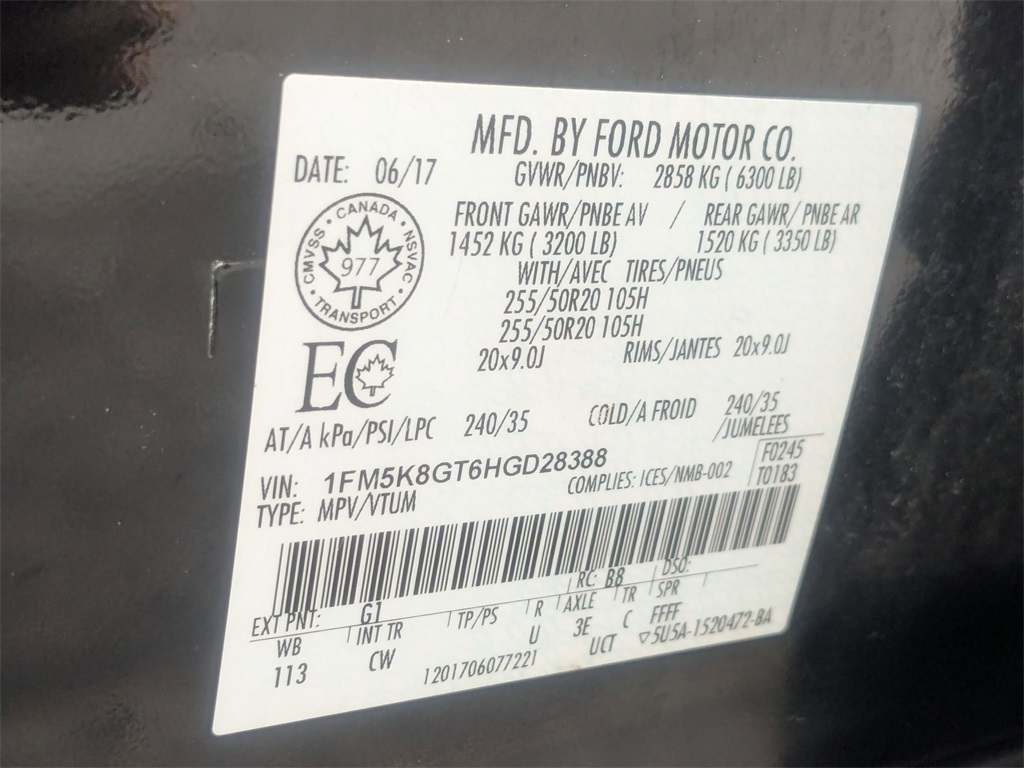 MFD. BY FORD MOTOR CO.
DATE: 06/17
GVWR/PNBV: 2858 KG ( 6300 LB)
FRONT GAWR/PNBE AV / REAR GAWR/ PNBE AR
1452 KG ( 3200 LB) 1520 KG ( 3350 LB)
WITH/AVEC TIRES/PNEUS
255/50R20 105H
255/50R20 105H
20x9.0J RIMS/JANTES 20x9.0J
CANADA
CMVSS • NSVAC
977
TRANSPORT
EC
AT/A kPa/PSI/LPC 240/35 COLD/A FROID 240/35
/JUMELEES
VIN: 1FM5K8GT6HGD28388
F0245
TYPE: MPV/VTUM COMPLIES: ICES/NMB-002 T0183
EXT PNT: G1 RC: B8 DSO:
WB INT TR TP/PS R AXLE TR SPR
113 CW U 3E C FFFF
1201706077221 UCT ▽5U5A-1520472-BA